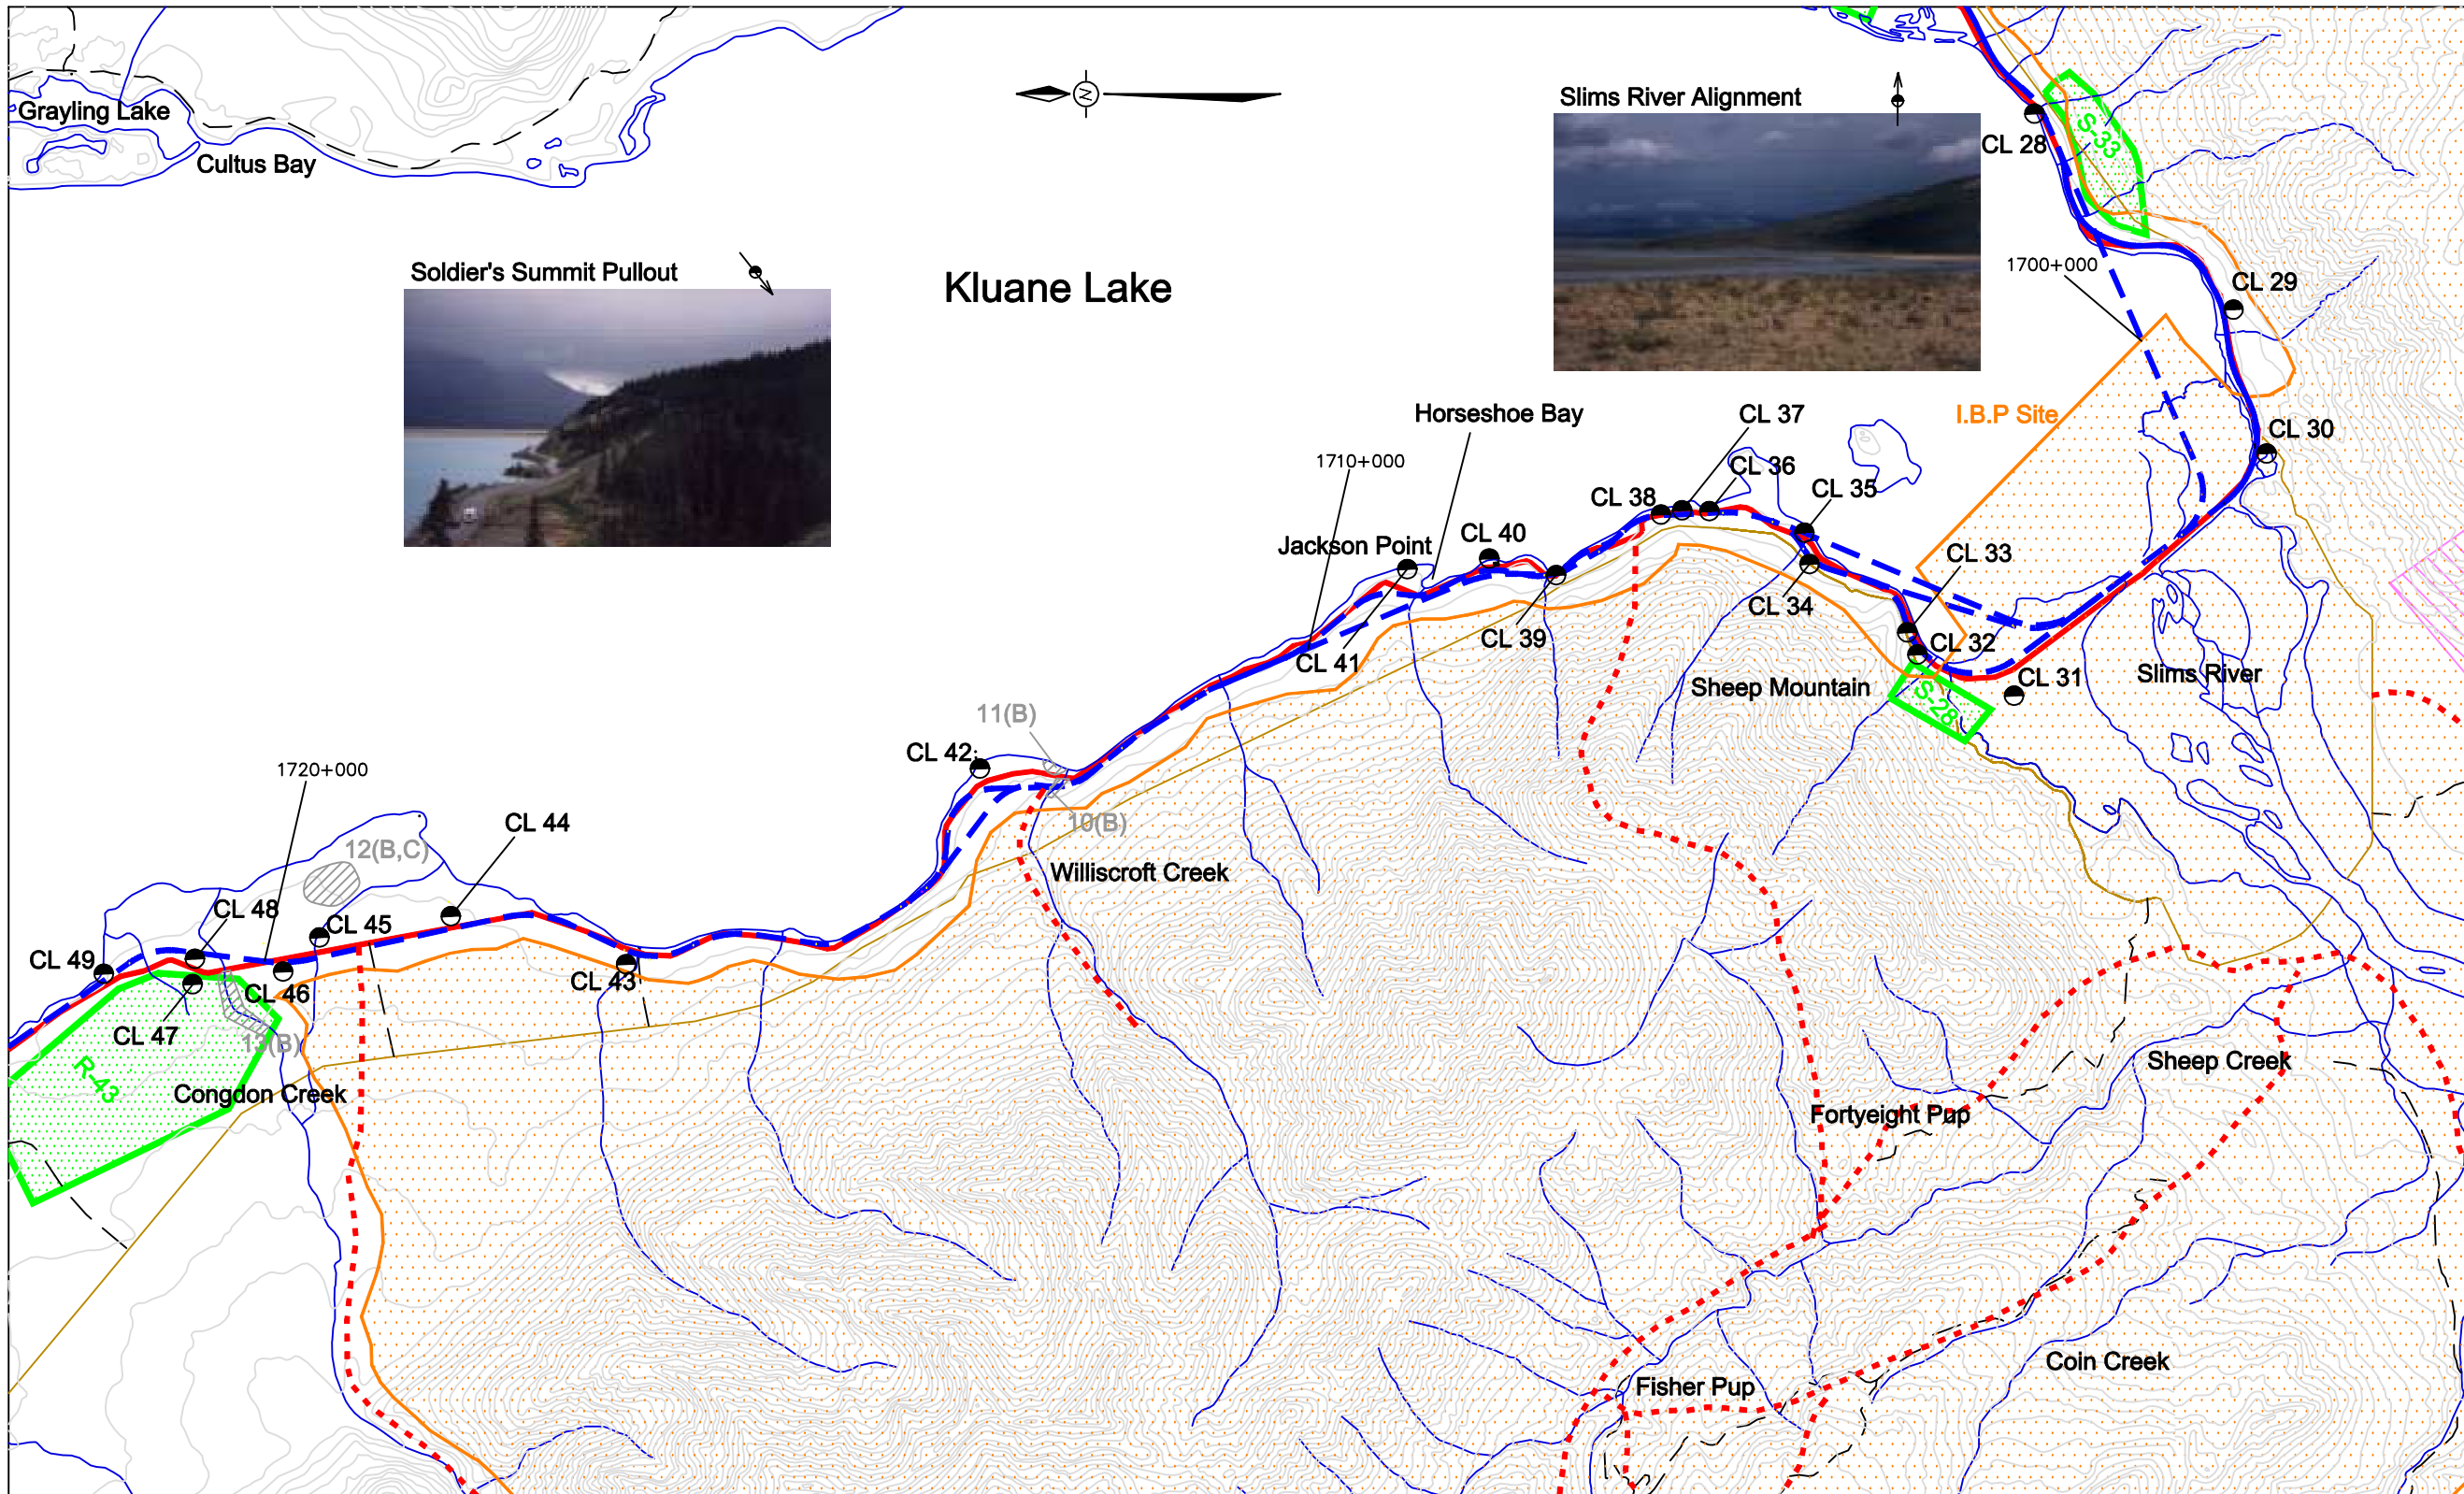 Grayling Lake
Cultus Bay
N
Slims River Alignment
CL 28
S-33
Soldier's Summit Pullout
Kluane Lake
1700+000
CL 29
I.B.P Site
Horseshoe Bay
CL 37
CL 30
1710+000
CL 36
CL 38
CL 35
Jackson Point
CL 40
CL 33
CL 34
CL 39
CL 32
CL 41
CL 31
Slims River
Sheep Mountain
S-28
11(B)
CL 42
1720+000
10(B)
CL 44
12(B,C)
Williscroft Creek
CL 48
CL 45
CL 49
CL 43
CL 46
CL 47
13(B)
R-43
Congdon Creek
Sheep Creek
Fortyeight Pup
Coin Creek
Fisher Pup